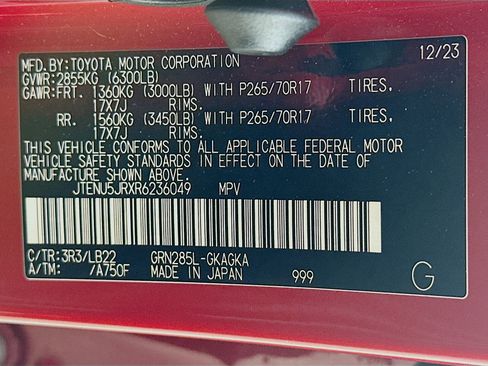 MFD.BY:TOYOTA MOTOR CORPORATION 12/23
GVWR:2855KG (6300LB)
GAWR:FRT. 1360KG (3000LB) WITH P265/70R17 TIRES.
17X7J RIMS.
RR. 1560KG (3450LB) WITH P265/70R17 TIRES.
17X7J RIMS.
THIS VEHICLE CONFORMS TO ALL APPLICABLE FEDERAL MOTOR
VEHICLE SAFETY STANDARDS IN EFFECT ON THE DATE OF
MANUFACTURE SHOWN ABOVE.
JTENU5JRXR6236049 MPV
C/TR:3R3/LB22 GRN285L-GKAGKA
A/TM: /A750F MADE IN JAPAN 999 G